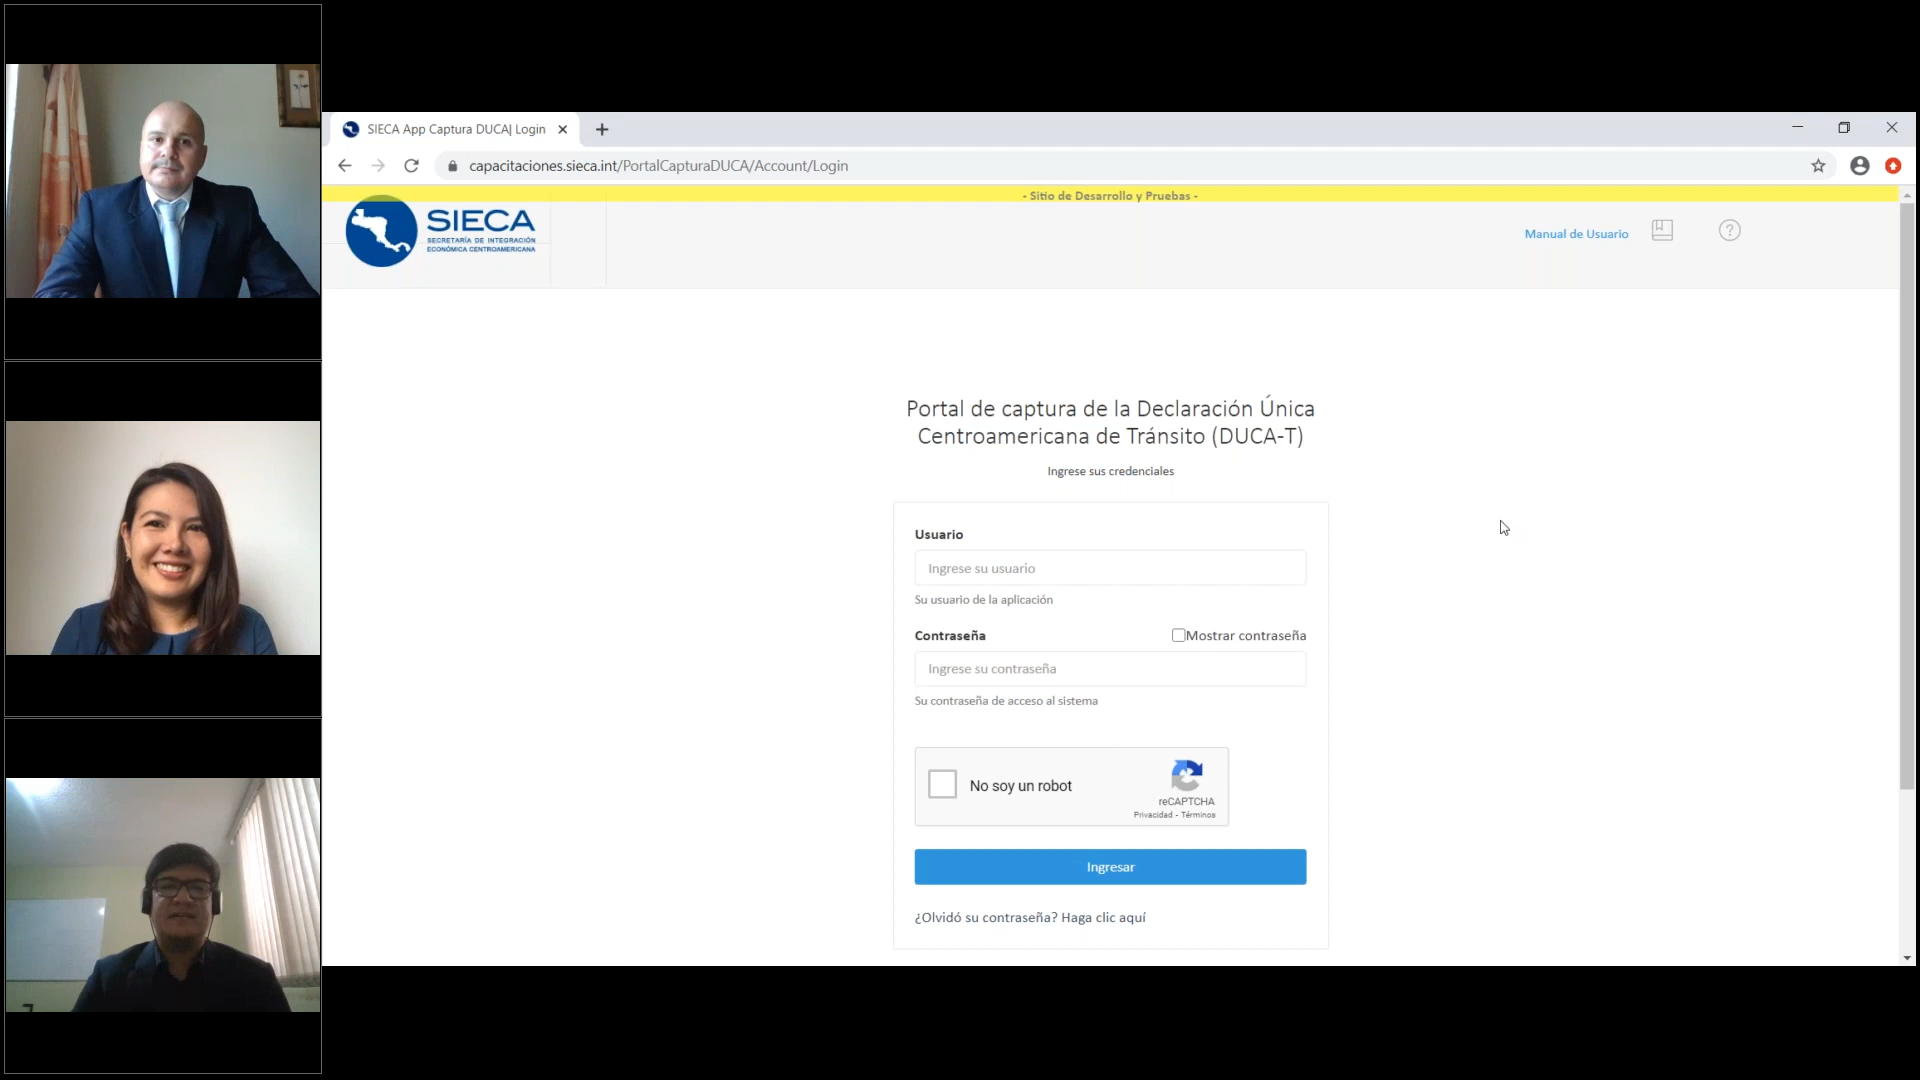 SIECA App Captura DUCA| Login
capacitaciones.sieca.int/PortalCapturaDUCA/Account/Login
- Sitio de Desarrollo y Pruebas -
SIECA
SECRETARÍA DE INTEGRACIÓN
ECONÓMICA CENTROAMERICANA
Manual de Usuario
Portal de captura de la Declaración Única
Centroamericana de Tránsito (DUCA-T)
Ingrese sus credenciales
Usuario
Ingrese su usuario
Su usuario de la aplicación
Contraseña
Mostrar contraseña
Ingrese su contraseña
Su contraseña de acceso al sistema
No soy un robot
reCAPTCHA
Privacidad - Términos
Ingresar
¿Olvidó su contraseña? Haga clic aquí